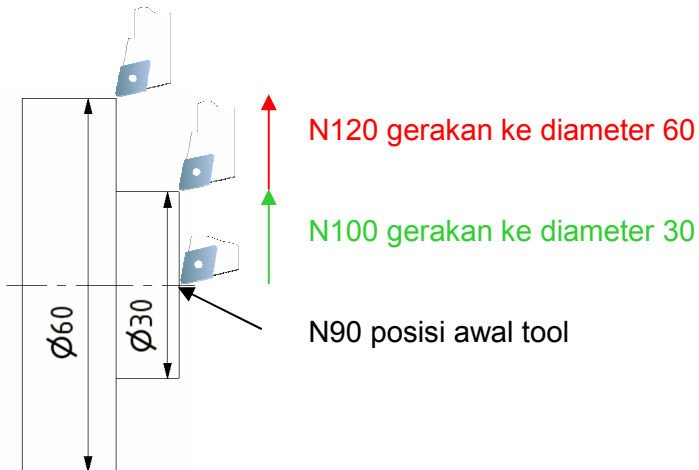 N120 gerakan ke diameter 60
N100 gerakan ke diameter 30
N90 posisi awal tool
Ø60
Ø30